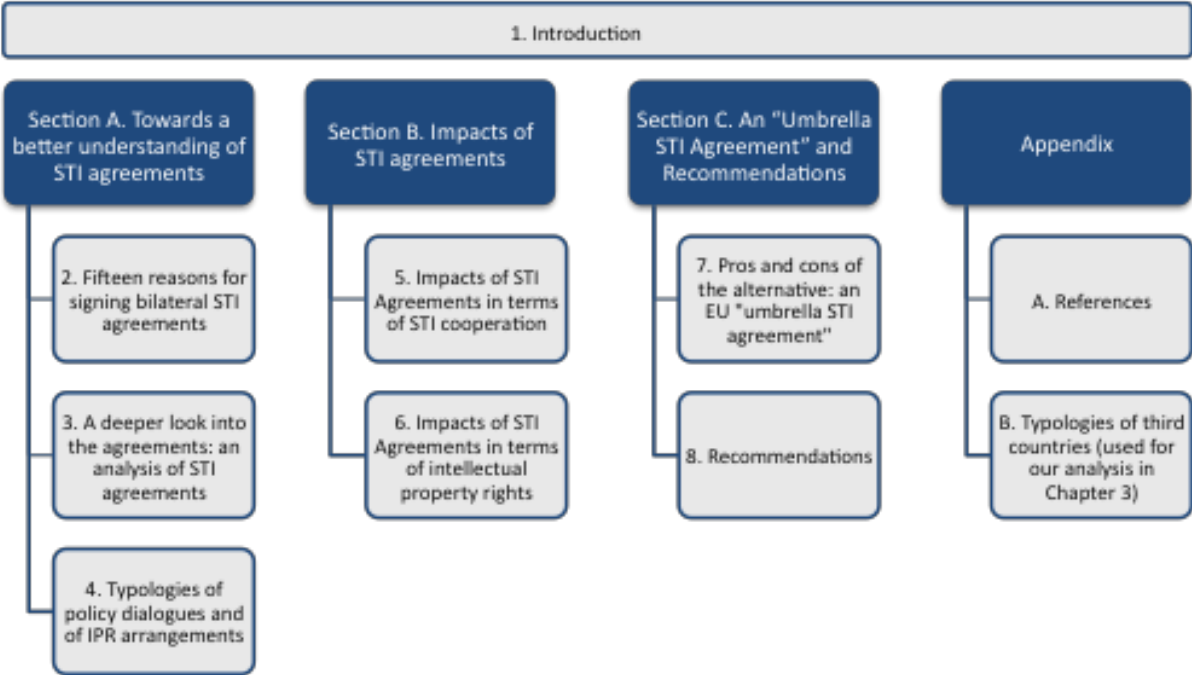 1. Introduction
Section A. Towards a
better understanding of
STI agreements
2. Fifteen reasons for
signing bilateral STI
agreements
3. A deeper look into
the agreements: an
analysis of STI
agreements
4. Typologies of
policy dialogues and
of IPR arrangements
Section B. Impacts of
STI agreements
5. Impacts of STI
Agreements in terms
of STI cooperation
6. Impacts of STI
Agreements in terms
of intellectual
property rights
Section C. An “Umbrella
STI Agreement” and
Recommendations
7. Pros and cons of
the alternative: an
EU "umbrella STI
agreement"
8. Recommendations
Appendix
A. References
B. Typologies of third
countries (used for
our analysis in
Chapter 3)